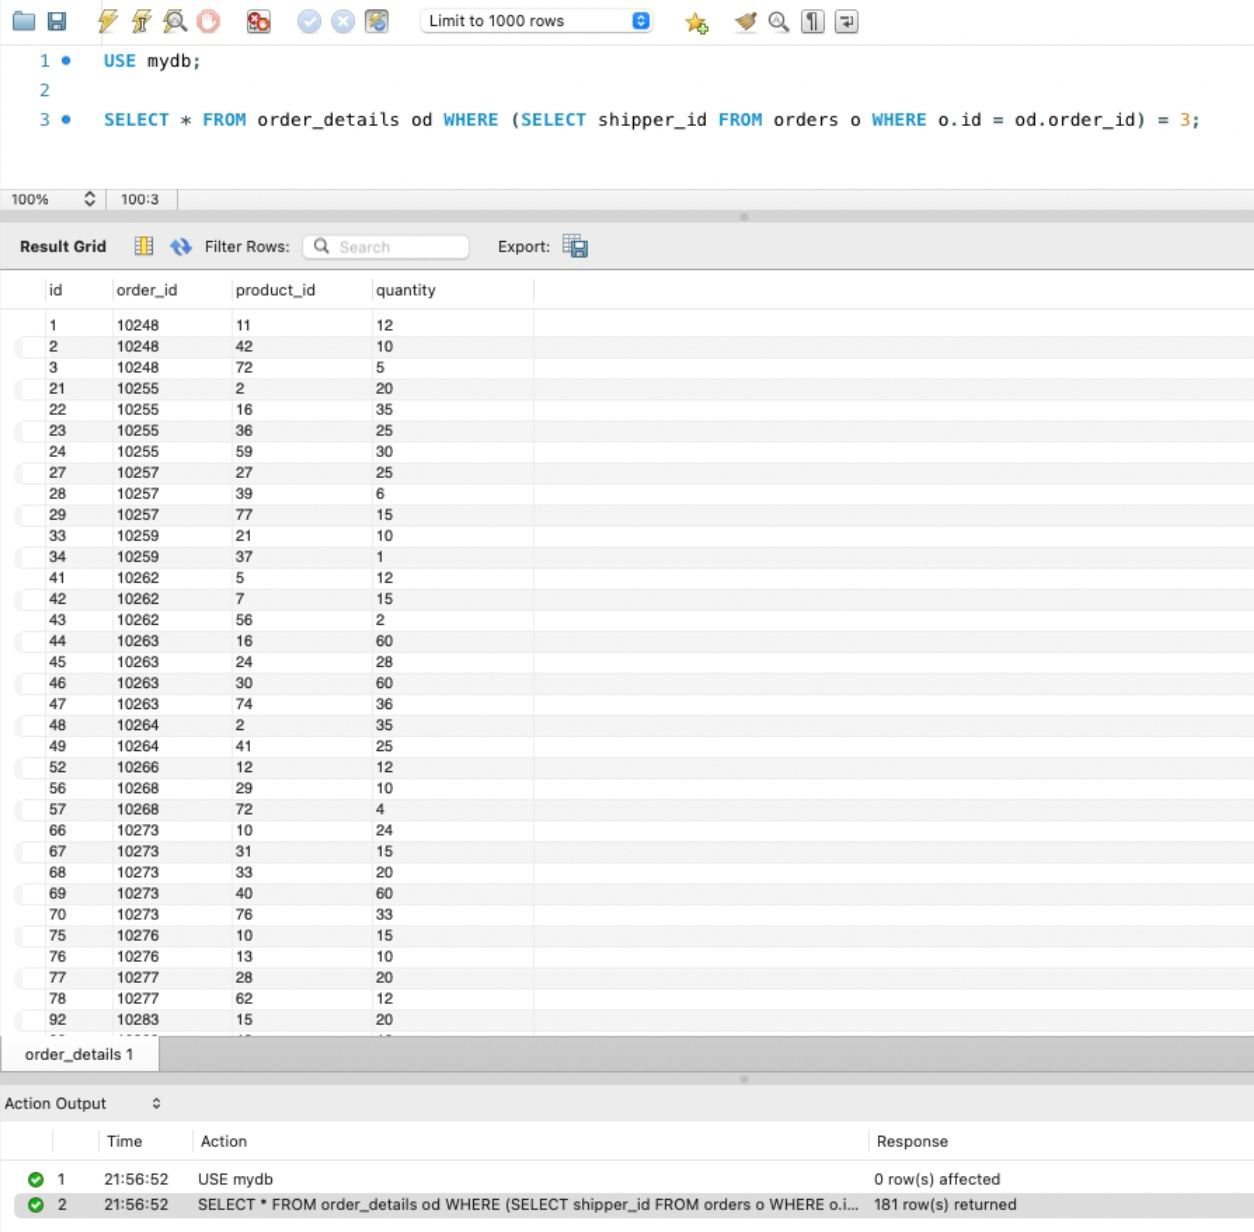 Limit to 1000 rows
1 USE mydb;
2
3 SELECT * FROM order_details od WHERE (SELECT shipper_id FROM orders o WHERE o.id = od.order_id) = 3;
100% 100:3
Result Grid Filter Rows: Search Export:
id order_id product_id quantity
1 10248 11 12
2 10248 42 10
3 10248 72 5
21 10255 2 20
22 10255 16 35
23 10255 36 25
24 10255 59 30
27 10257 27 25
28 10257 39 6
29 10257 77 15
33 10259 21 10
34 10259 37 1
41 10262 5 12
42 10262 7 15
43 10262 56 2
44 10263 16 60
45 10263 24 28
46 10263 30 60
47 10263 74 36
48 10264 2 35
49 10264 41 25
52 10266 12 12
56 10268 29 10
57 10268 72 4
66 10273 10 24
67 10273 31 15
68 10273 33 20
69 10273 40 60
70 10273 76 33
75 10276 10 15
76 10276 13 10
77 10277 28 20
78 10277 62 12
92 10283 15 20
order_details 1
Action Output
Time Action Response
1 21:56:52 USE mydb 0 row(s) affected
2 21:56:52 SELECT * FROM order_details od WHERE (SELECT shipper_id FROM orders o WHERE o.i... 181 row(s) returned